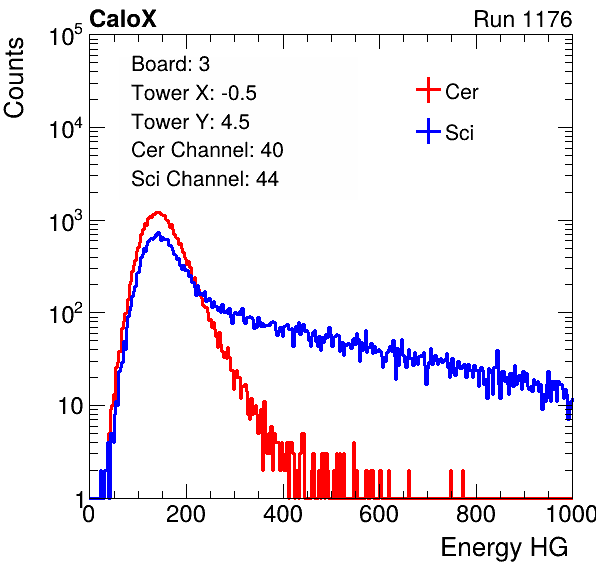 CaloX Run 1176
Counts
Board: 3
Tower X: -0.5
Tower Y: 4.5
Cer Channel: 40
Sci Channel: 44
Cer
Sci
10^5
10^4
10^3
10^2
10
1
0 200 400 600 800 1000
Energy HG